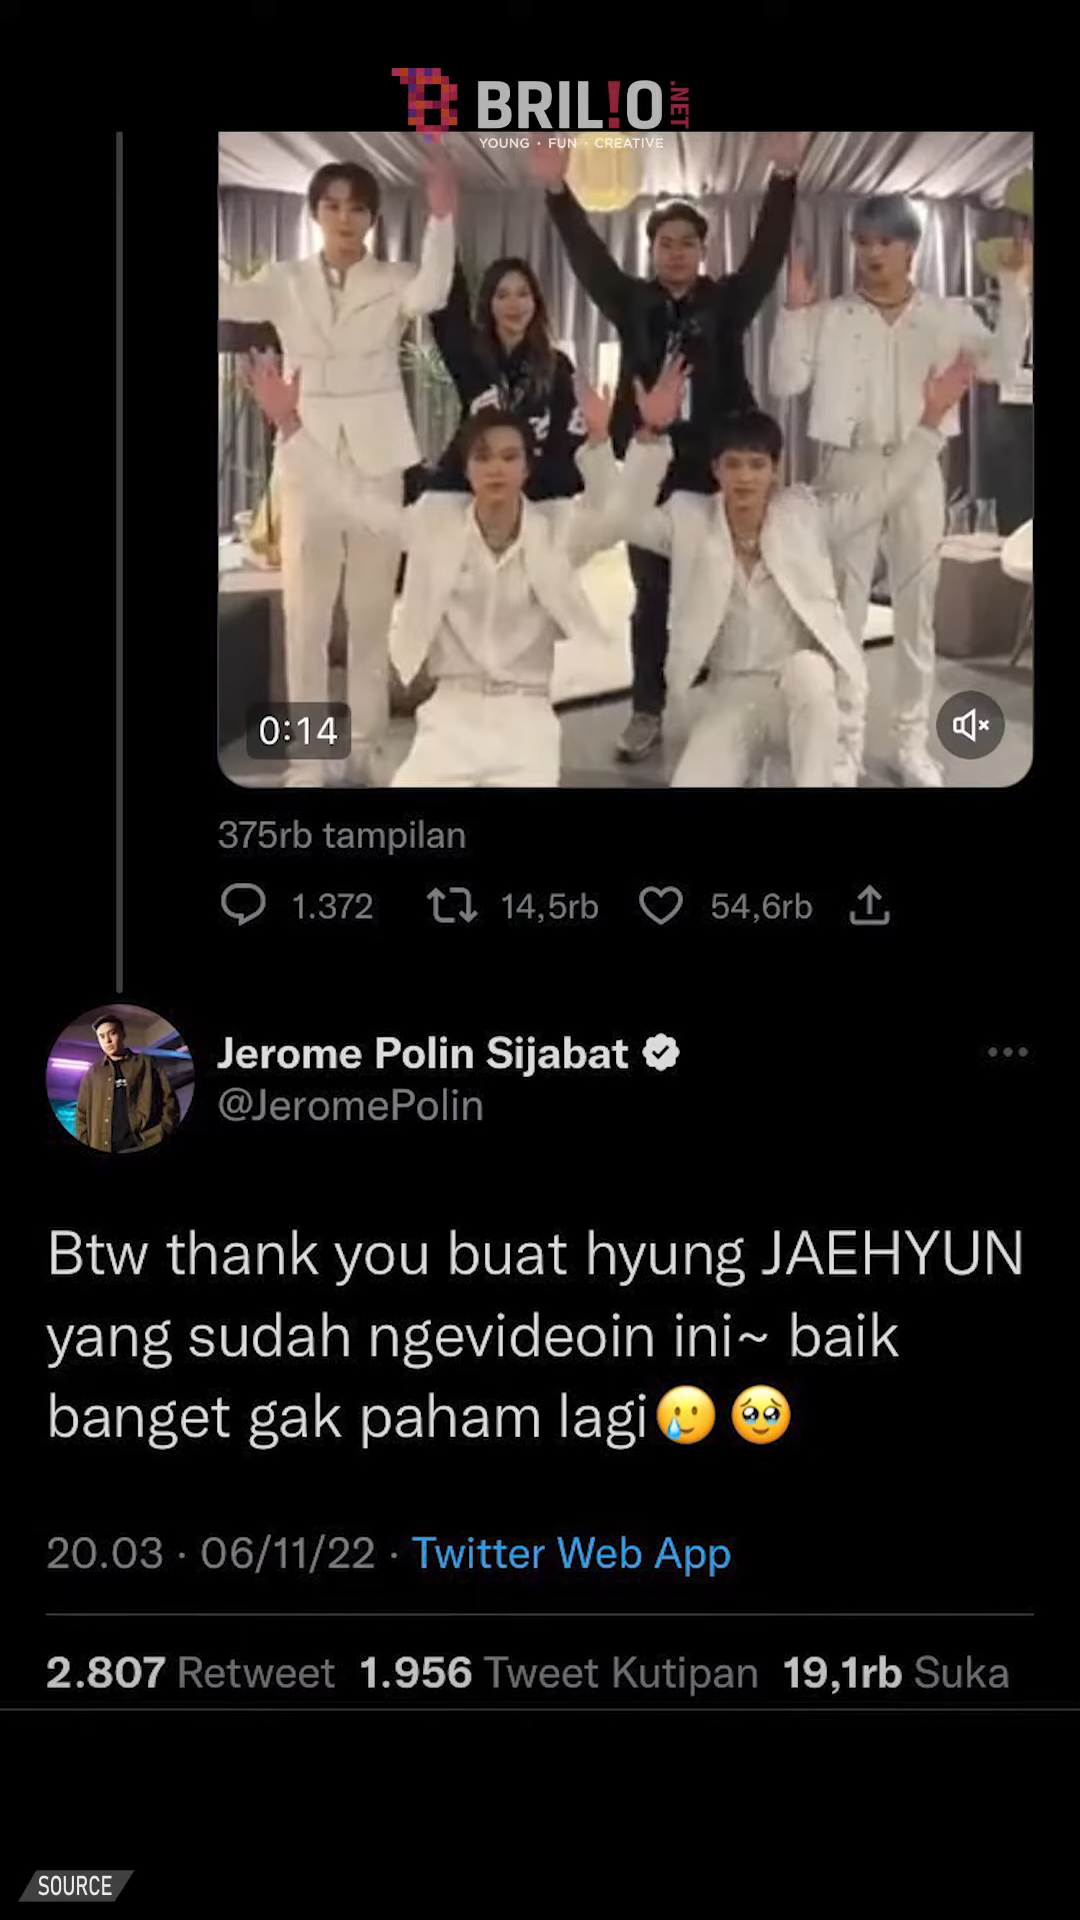 BRIL!O.NET
YOUNG · FUN · CREATIVE
0:14
375rb tampilan
1.372 14,5rb 54,6rb
Jerome Polin Sijabat
@JeromePolin
Btw thank you buat hyung JAEHYUN
yang sudah ngevideoin ini~ baik
banget gak paham lagi🥲🥹
20.03 · 06/11/22 · Twitter Web App
2.807 Retweet 1.956 Tweet Kutipan 19,1rb Suka
SOURCE